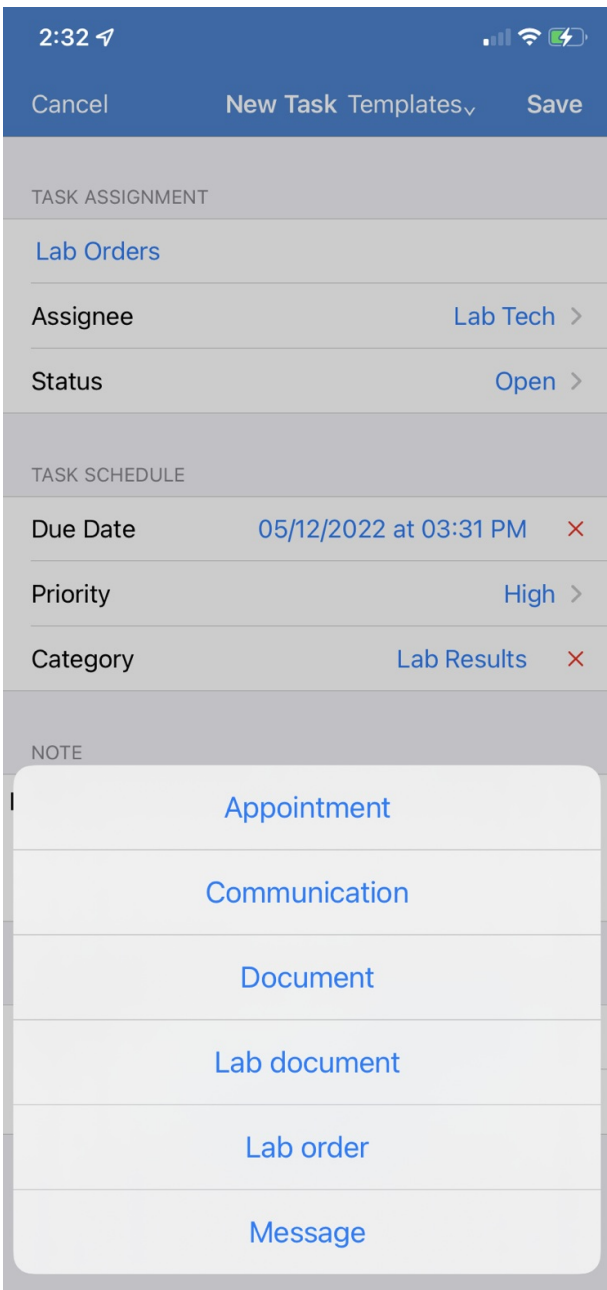 2:32
Cancel New Task Templates Save
TASK ASSIGNMENT
Lab Orders
Assignee Lab Tech
Status Open
TASK SCHEDULE
Due Date 05/12/2022 at 03:31 PM
Priority High
Category Lab Results
NOTE
Appointment
Communication
Document
Lab document
Lab order
Message